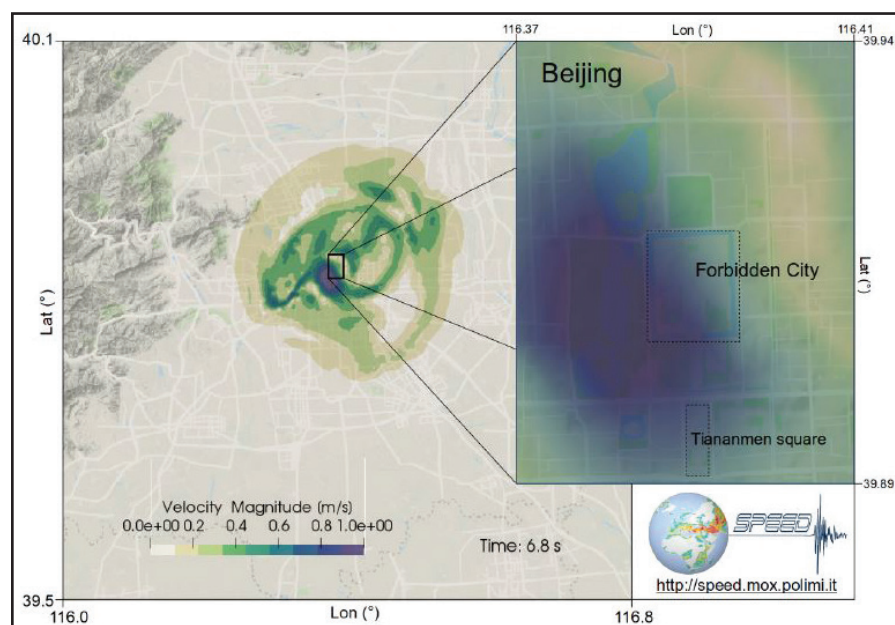 116.37
Lon (°)
116.41
40.1
39.94
Beijing
Forbidden City
Lat (°)
Lat (°)
Tiananmen square
39.89
Velocity Magnitude (m/s)
0.0e+00 0.2 0.4 0.6 0.8 1.0e+00
Time: 6.8 s
SPEED
http://speed.mox.polimi.it
39.5
116.0
Lon (°)
116.8